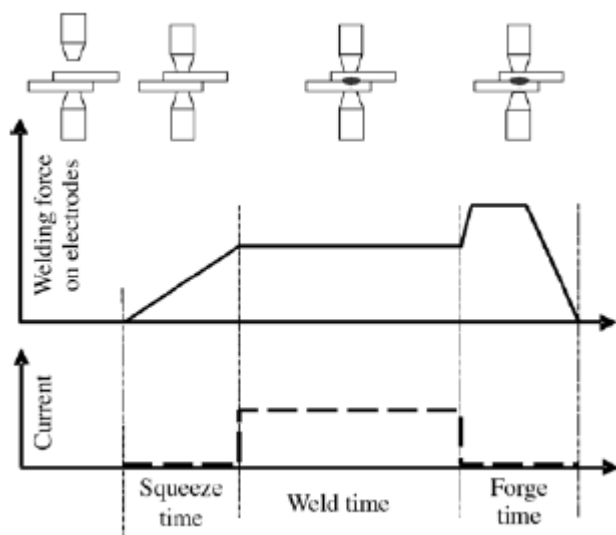 Welding force
on electrodes
Current
Squeeze
time
Weld time
Forge
time